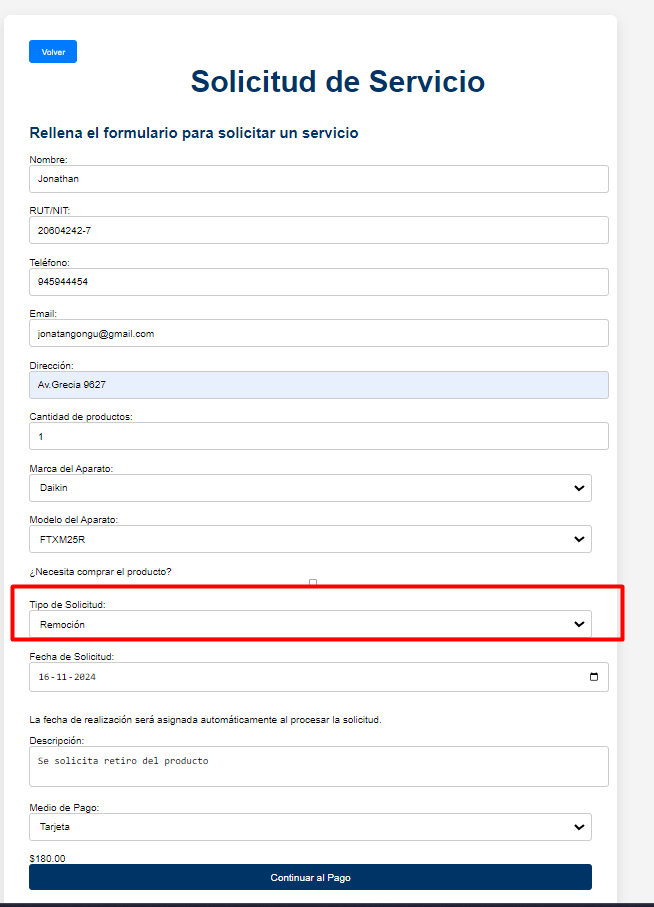 Volver
Solicitud de Servicio
Rellena el formulario para solicitar un servicio
Nombre:
Jonathan
RUT/NIT:
20604242-7
Teléfono:
945944454
Email:
jonatangongu@gmail.com
Dirección:
Av.Grecia 9627
Cantidad de productos:
1
Marca del Aparato:
Daikin
Modelo del Aparato:
FTXM25R
¿Necesita comprar el producto?
Tipo de Solicitud:
Remoción
Fecha de Solicitud:
16-11-2024
La fecha de realización será asignada automáticamente al procesar la solicitud.
Descripción:
Se solicita retiro del producto
Medio de Pago:
Tarjeta
$180.00
Continuar al Pago